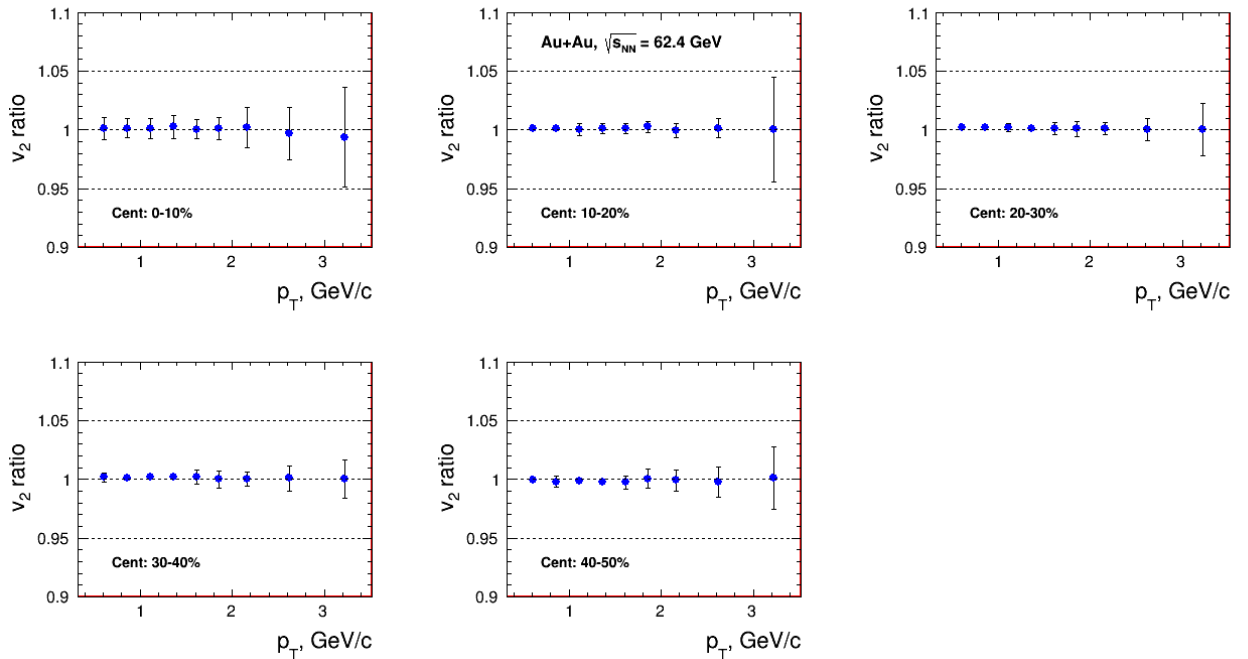 1.1
1.05
1
0.95
0.9
v2 ratio
Cent: 0-10%
1 2 3
pT, GeV/c
1.1
1.05
1
0.95
0.9
v2 ratio
Au+Au, √sNN = 62.4 GeV
Cent: 10-20%
1 2 3
pT, GeV/c
1.1
1.05
1
0.95
0.9
v2 ratio
Cent: 20-30%
1 2 3
pT, GeV/c
1.1
1.05
1
0.95
0.9
v2 ratio
Cent: 30-40%
1 2 3
pT, GeV/c
1.1
1.05
1
0.95
0.9
v2 ratio
Cent: 40-50%
1 2 3
pT, GeV/c